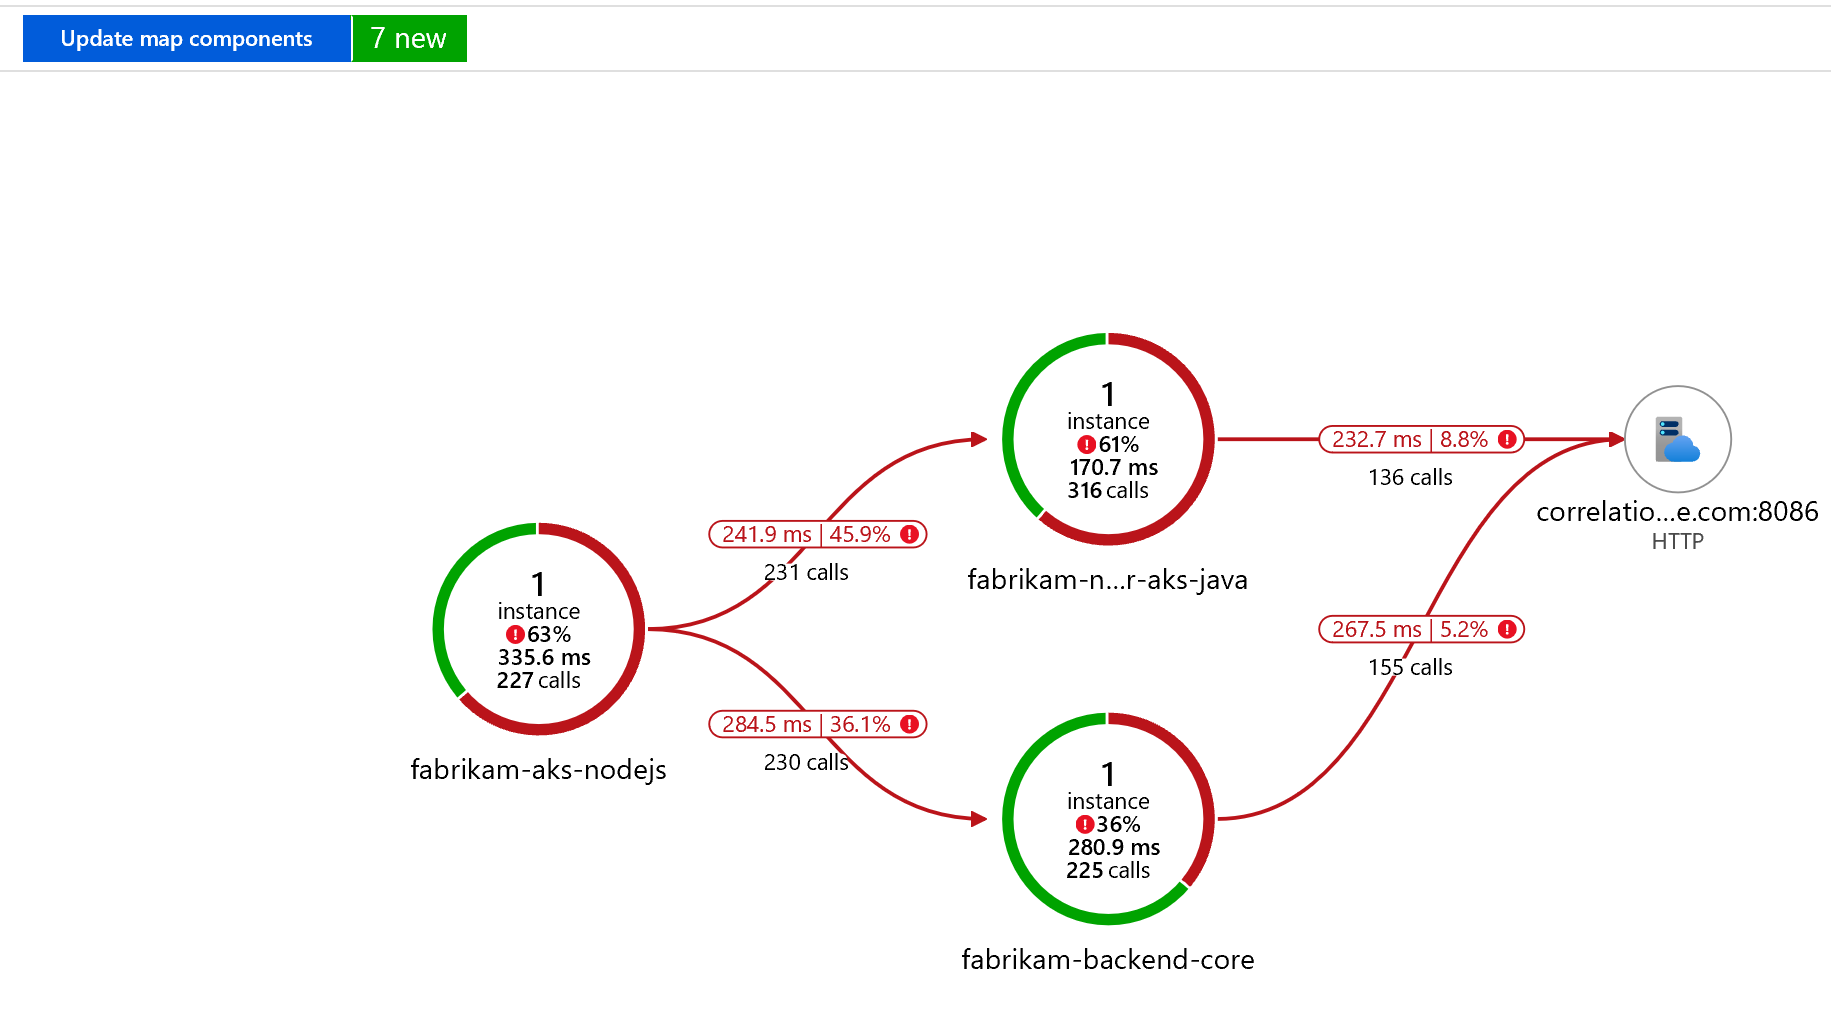 Update map components
7 new
1
instance
61%
170.7 ms
316 calls
fabrikam-n...r-aks-java
232.7 ms | 8.8%
136 calls
correlatio...e.com:8086
HTTP
241.9 ms | 45.9%
231 calls
1
instance
63%
335.6 ms
227 calls
fabrikam-aks-nodejs
267.5 ms | 5.2%
155 calls
284.5 ms | 36.1%
230 calls
1
instance
36%
280.9 ms
225 calls
fabrikam-backend-core